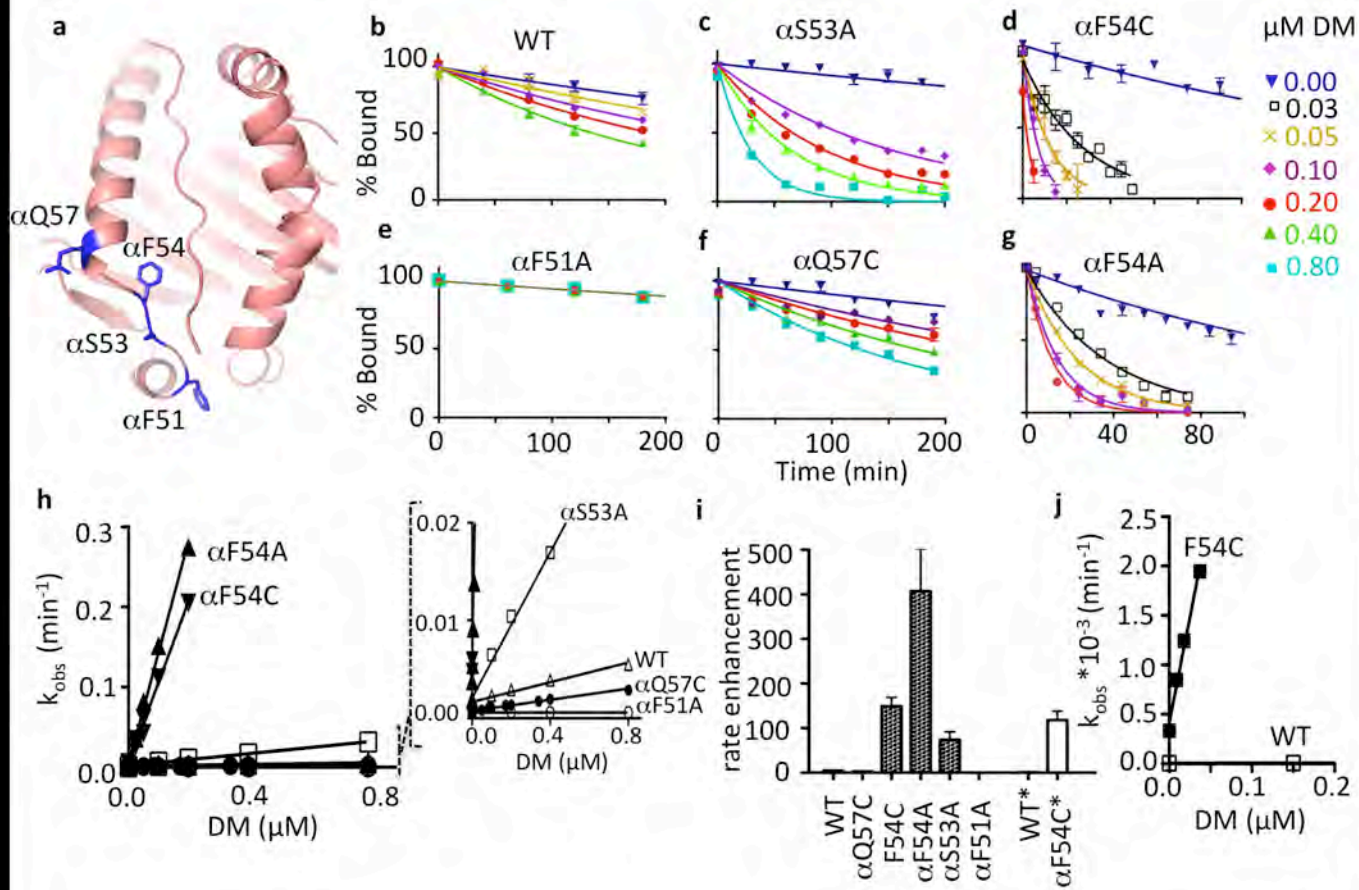 a
αQ57
αF54
αS53
αF51
b
WT
% Bound
100
50
0
c
αS53A
d
αF54C
μM DM
0.00
0.03
0.05
0.10
0.20
0.40
0.80
e
αF51A
% Bound
100
50
0
0 100 200
f
αQ57C
0 100 200
Time (min)
g
αF54A
0 40 80
h
kobs (min-1)
0.3
0.2
0.1
0.0
αF54A
αF54C
0.0 0.4 0.8
DM (μM)
0.02
0.01
0.00
αS53A
WT
αQ57C
αF51A
0.0 0.4 0.8
DM (μM)
i
rate enhancement
500
400
300
200
100
0
WT
αQ57C
F54C
αF54A
αS53A
αF51A
WT*
αF54C*
j
kobs *10-3 (min-1)
2.5
2.0
1.5
1.0
0.5
0.0
F54C
WT
0.0 0.1 0.2
DM (μM)